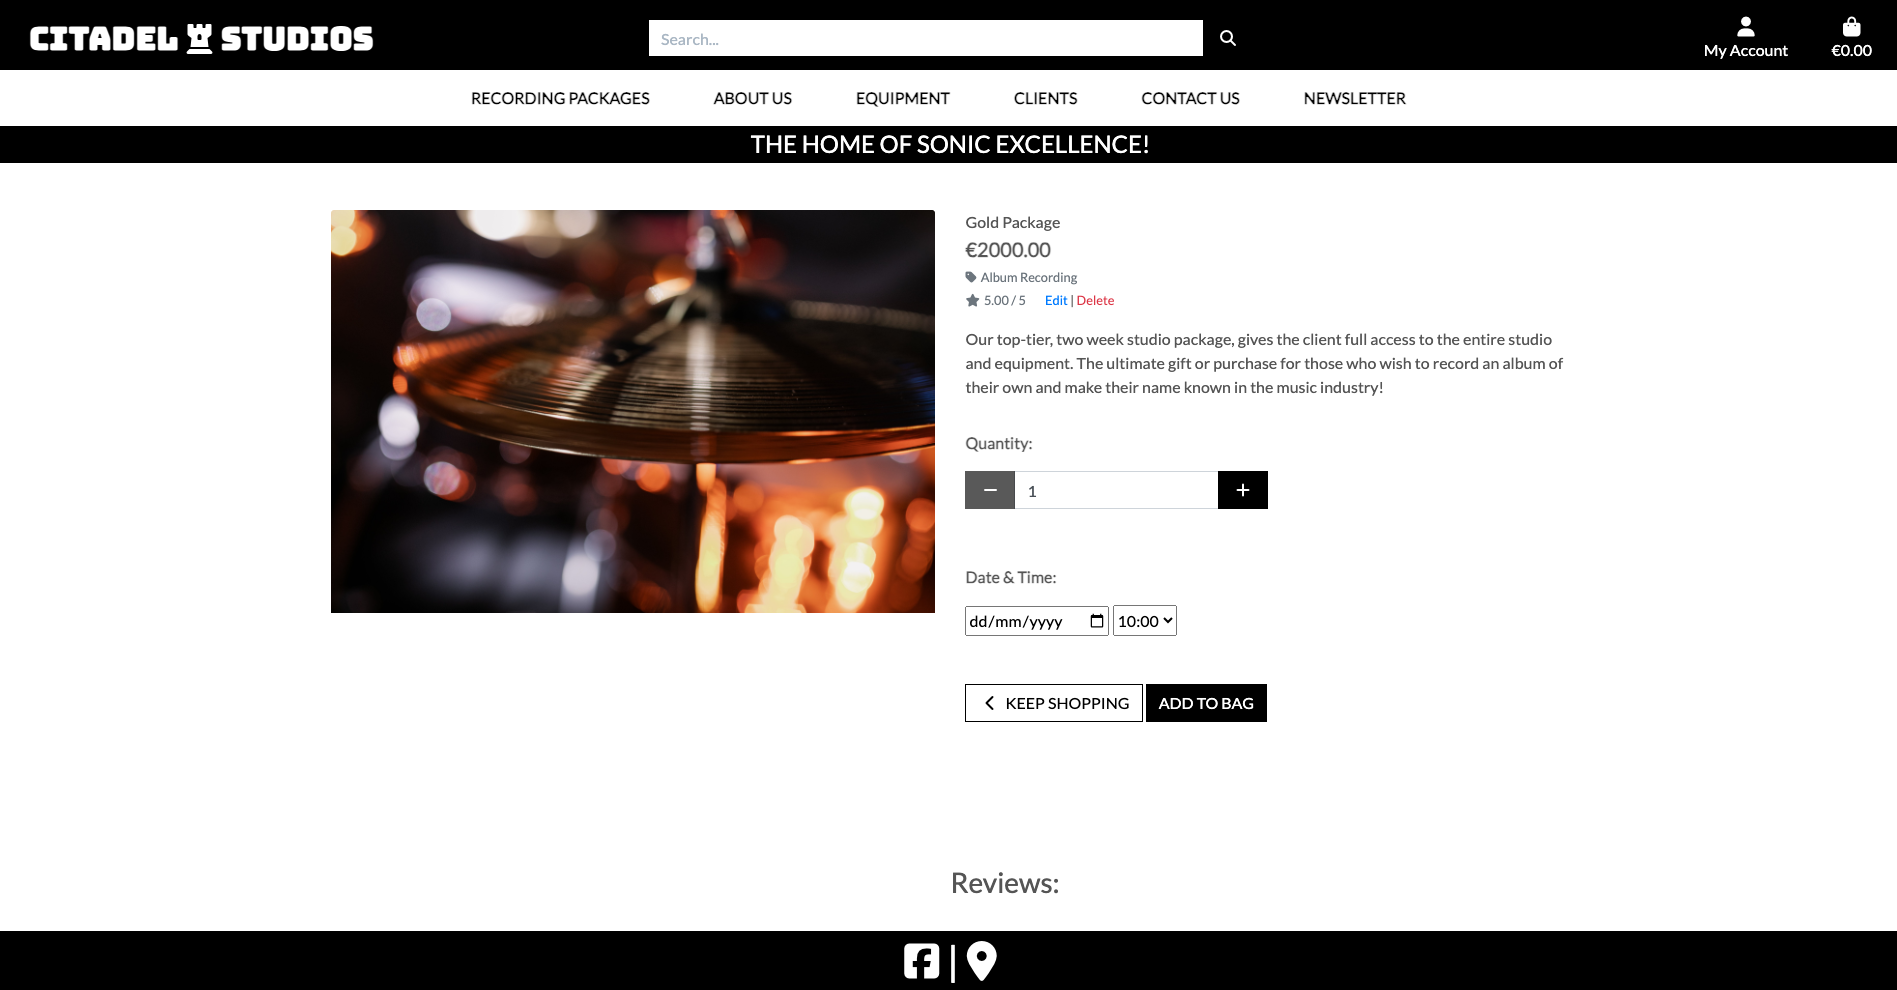 CITADEL STUDIOS
Search...
My Account
€0.00
RECORDING PACKAGES ABOUT US EQUIPMENT CLIENTS CONTACT US NEWSLETTER
THE HOME OF SONIC EXCELLENCE!
Gold Package
€2000.00
Album Recording
5.00 / 5 Edit | Delete
Our top-tier, two week studio package, gives the client full access to the entire studio
and equipment. The ultimate gift or purchase for those who wish to record an album of
their own and make their name known in the music industry!
Quantity:
1
Date & Time:
dd/mm/yyyy 10:00
KEEP SHOPPING ADD TO BAG
Reviews:
|